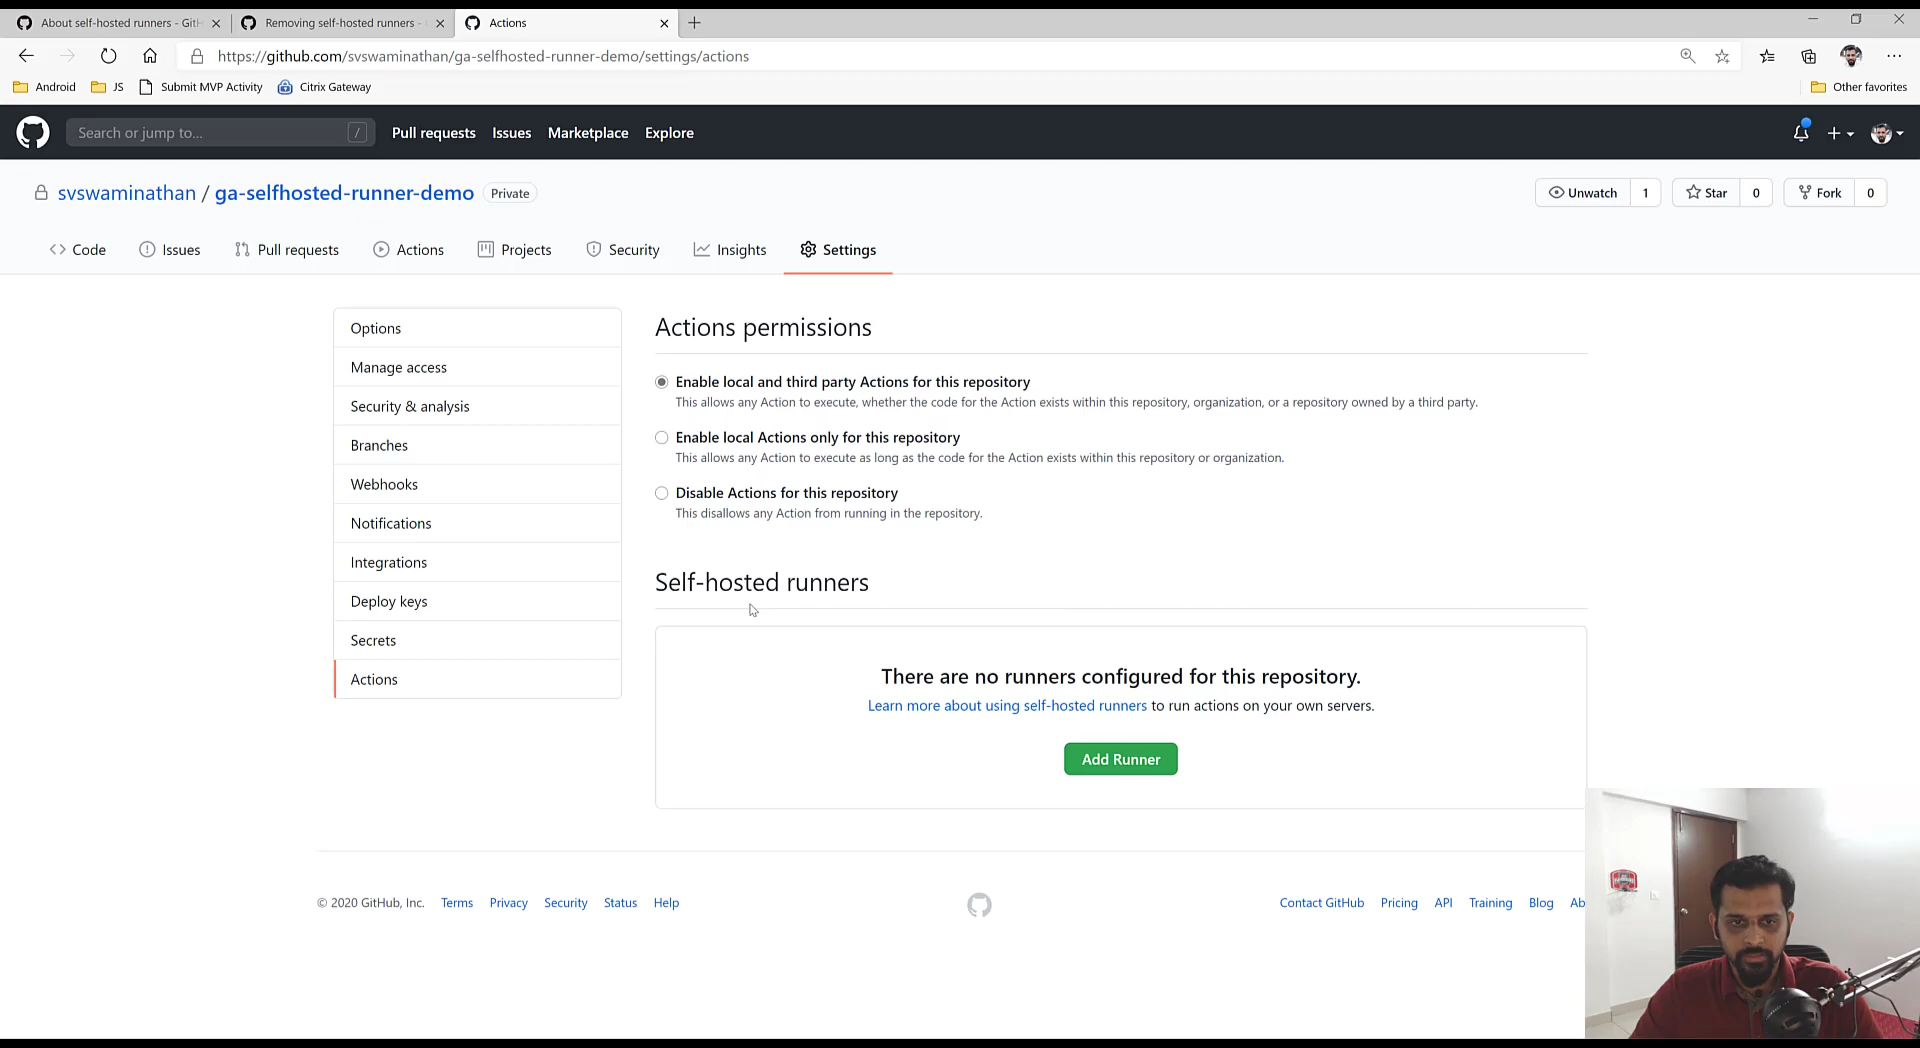 About self-hosted runners - GitH
Removing self-hosted runners -
Actions
https://github.com/svswaminathan/ga-selfhosted-runner-demo/settings/actions
Android
JS
Submit MVP Activity
Citrix Gateway
Other favorites
Search or jump to...
/
Pull requests
Issues
Marketplace
Explore
svswaminathan / ga-selfhosted-runner-demo
Private
Unwatch 1
Star 0
Fork 0
Code
Issues
Pull requests
Actions
Projects
Security
Insights
Settings
Options
Manage access
Security & analysis
Branches
Webhooks
Notifications
Integrations
Deploy keys
Secrets
Actions
Actions permissions
Enable local and third party Actions for this repository
This allows any Action to execute, whether the code for the Action exists within this repository, organization, or a repository owned by a third party.
Enable local Actions only for this repository
This allows any Action to execute as long as the code for the Action exists within this repository or organization.
Disable Actions for this repository
This disallows any Action from running in the repository.
Self-hosted runners
There are no runners configured for this repository.
Learn more about using self-hosted runners to run actions on your own servers.
Add Runner
© 2020 GitHub, Inc.
Terms
Privacy
Security
Status
Help
Contact GitHub
Pricing
API
Training
Blog
Ab